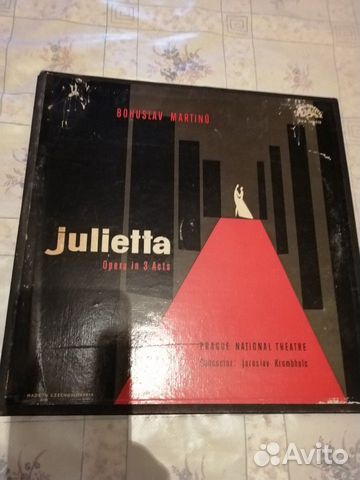 BOHUSLAV MARTINŮ
julietta
Opera in 3 Acts
PRAGUE NATIONAL THEATRE
Conductor: Jaroslav Krombholc
MADE IN CZECHOSLOVAKIA
Avito